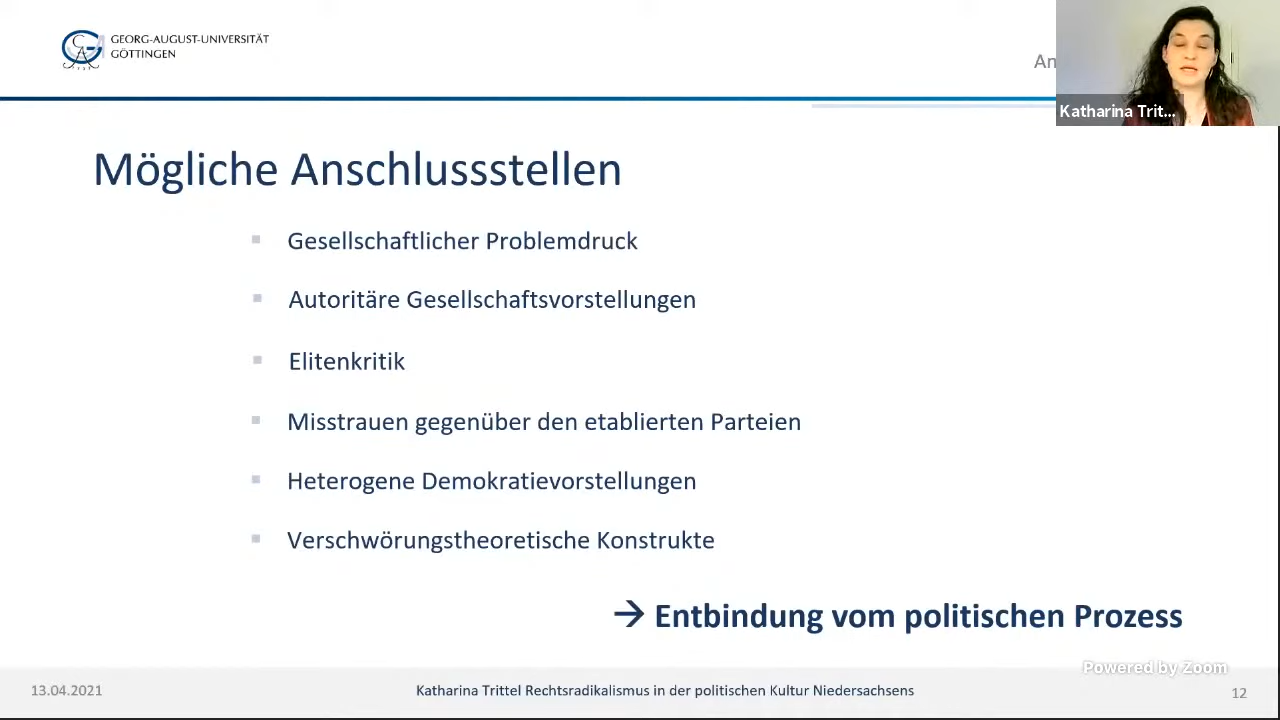 GEORG-AUGUST-UNIVERSITÄT
GÖTTINGEN
Katharina Trit...
Mögliche Anschlussstellen
Gesellschaftlicher Problemdruck
Autoritäre Gesellschaftsvorstellungen
Elitenkritik
Misstrauen gegenüber den etablierten Parteien
Heterogene Demokratievorstellungen
Verschwörungstheoretische Konstrukte
→ Entbindung vom politischen Prozess
Powered by Zoom
13.04.2021
Katharina Trittel Rechtsradikalismus in der politischen Kultur Niedersachsens
12